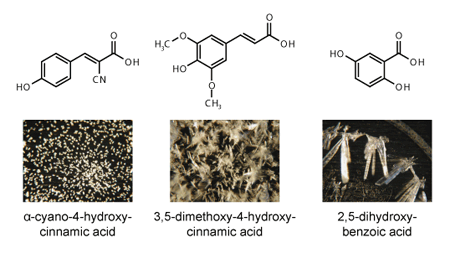 O
OH
HO
CN
H₃C
O
HO
O
CH₃
O
OH
HO
O
OH
OH
α-cyano-4-hydroxy-
cinnamic acid
3,5-dimethoxy-4-hydroxy-
cinnamic acid
2,5-dihydroxy-
benzoic acid